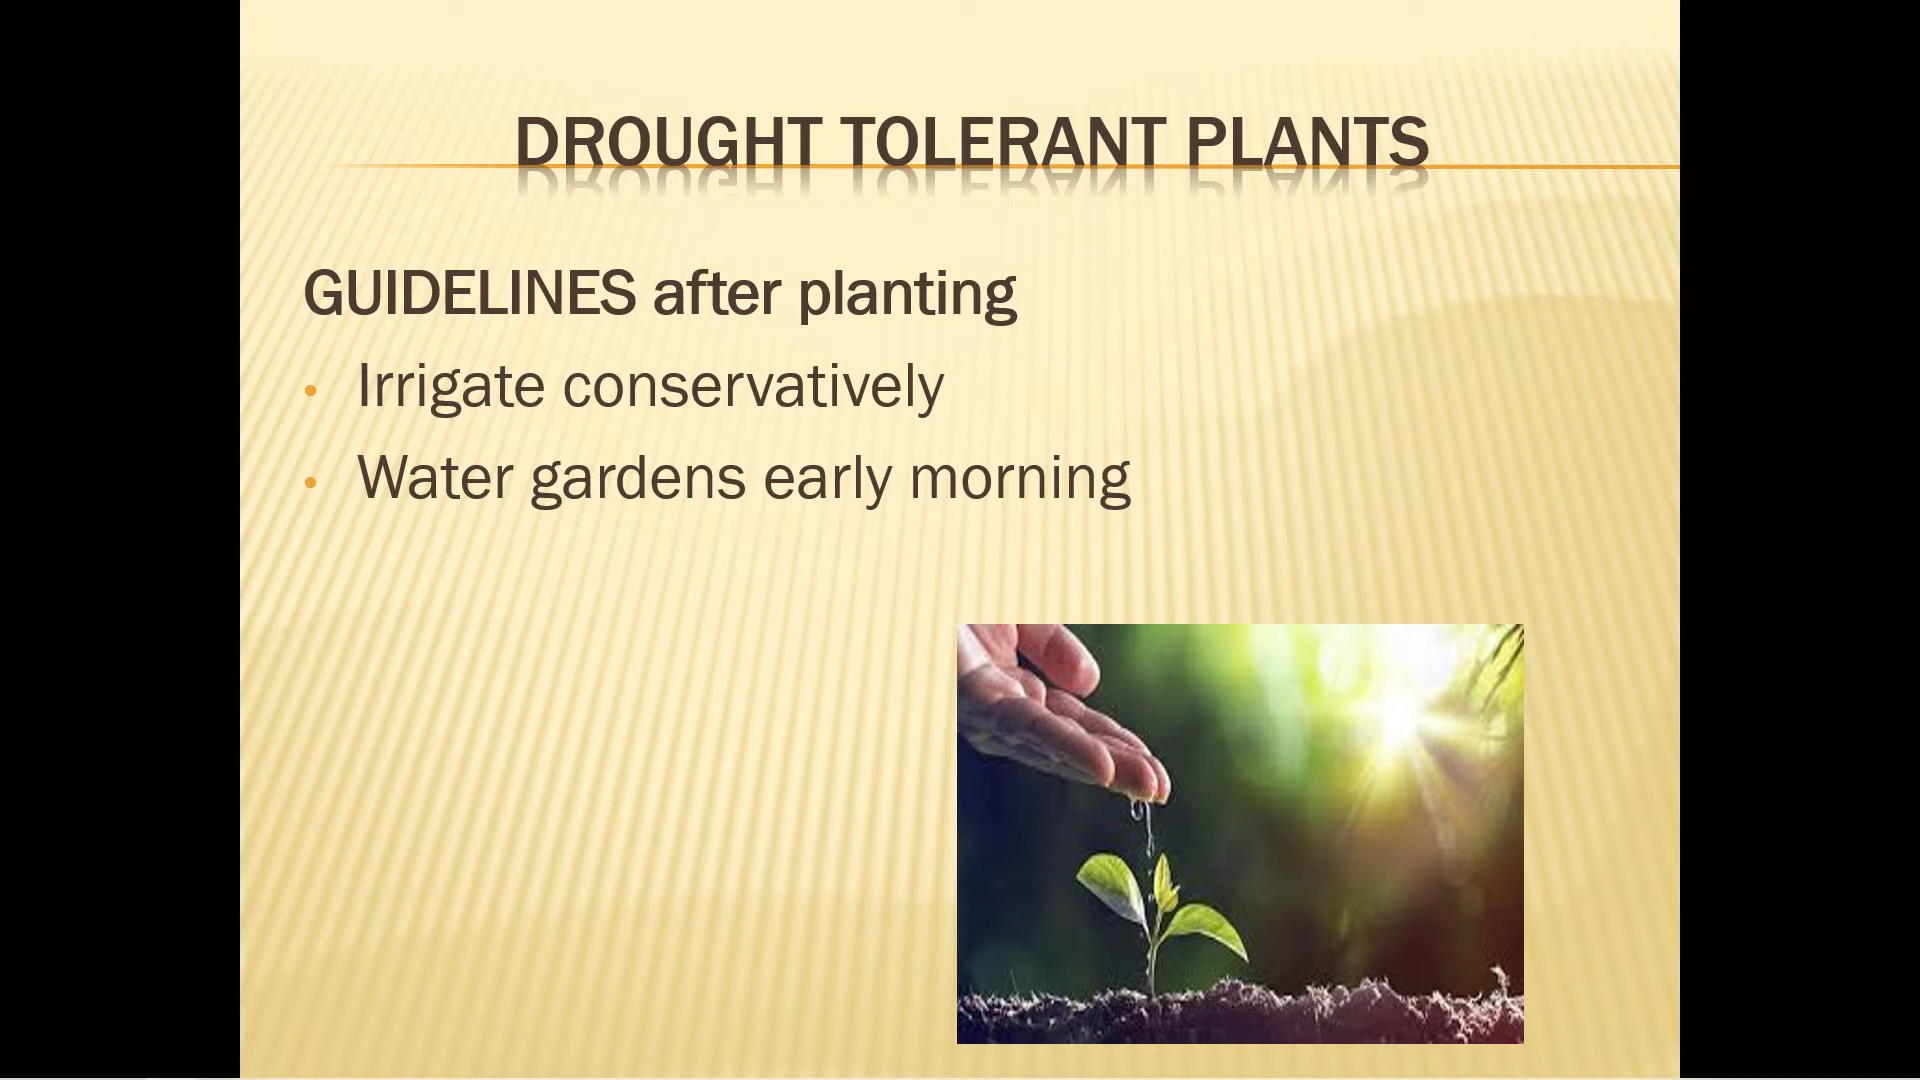 DROUGHT TOLERANT PLANTS
GUIDELINES after planting
• Irrigate conservatively
• Water gardens early morning